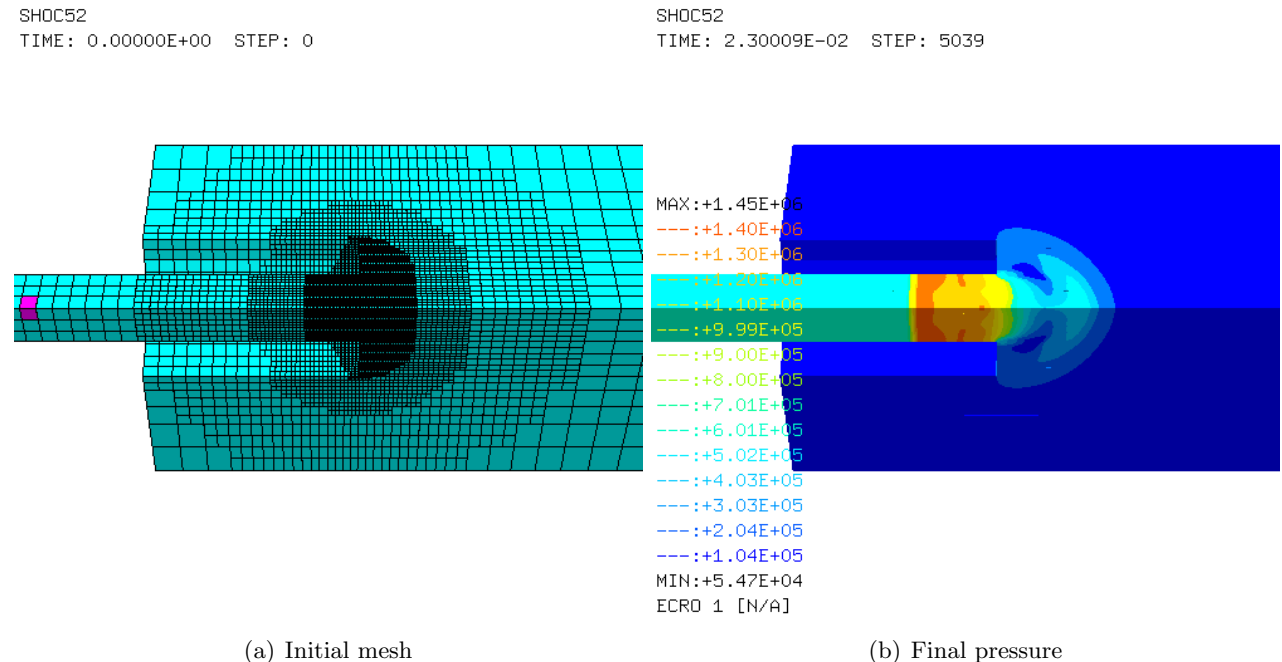 SHOC52
TIME: 0.00000E+00 STEP: 0
(a) Initial mesh
SHOC52
TIME: 2.30009E-02 STEP: 5039
MAX:+1.45E+06
---:+1.40E+06
---:+1.30E+06
---:+1.20E+06
---:+1.10E+06
---:+9.99E+05
---:+9.00E+05
---:+8.00E+05
---:+7.01E+05
---:+6.01E+05
---:+5.02E+05
---:+4.03E+05
---:+3.03E+05
---:+2.04E+05
---:+1.04E+05
MIN:+5.47E+04
ECRO 1 [N/A]
(b) Final pressure